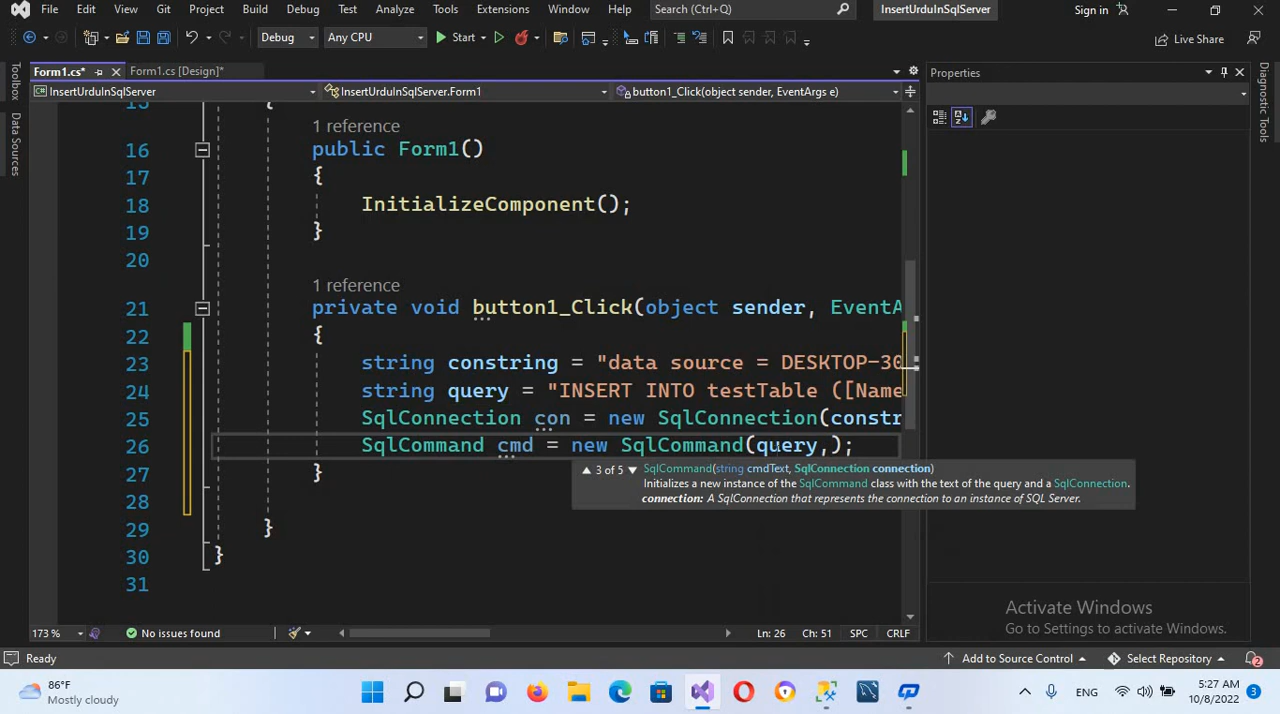 File Edit View Git Project Build Debug Test Analyze Tools Extensions Window Help Search (Ctrl+Q) InsertUrduInSqlServer Sign in
Debug Any CPU Start Live Share
Form1.cs* Form1.cs [Design]*
InsertUrduInSqlServer InsertUrduInSqlServer.Form1 button1_Click(object sender, EventArgs e)
Toolbox
Data Sources
15 {
1 reference
16 public Form1()
17 {
18 InitializeComponent();
19 }
20
1 reference
21 private void button1_Click(object sender, EventA
22 {
23 string constring = "data source = DESKTOP-30
24 string query = "INSERT INTO testTable ([Name
25 SqlConnection con = new SqlConnection(constr
26 SqlCommand cmd = new SqlCommand(query,);
27 }
28
29 }
30 }
31
3 of 5 SqlCommand(string cmdText, SqlConnection connection)
Initializes a new instance of the SqlCommand class with the text of the query and a SqlConnection.
connection: A SqlConnection that represents the connection to an instance of SQL Server.
Properties
Diagnostic Tools
Activate Windows
Go to Settings to activate Windows.
173 % No issues found Ln: 26 Ch: 51 SPC CRLF
Ready Add to Source Control Select Repository 2
86°F
Mostly cloudy
ENG
5:27 AM
10/8/2022
3